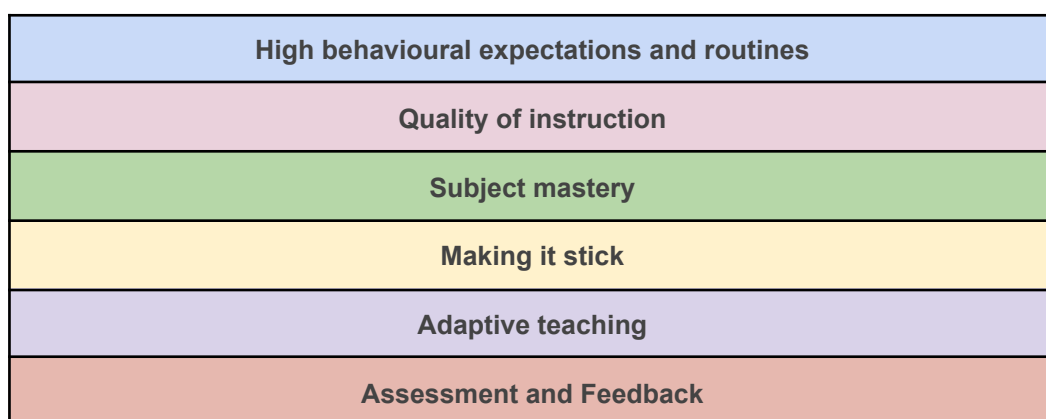 High behavioural expectations and routines
Quality of instruction
Subject mastery
Making it stick
Adaptive teaching
Assessment and Feedback